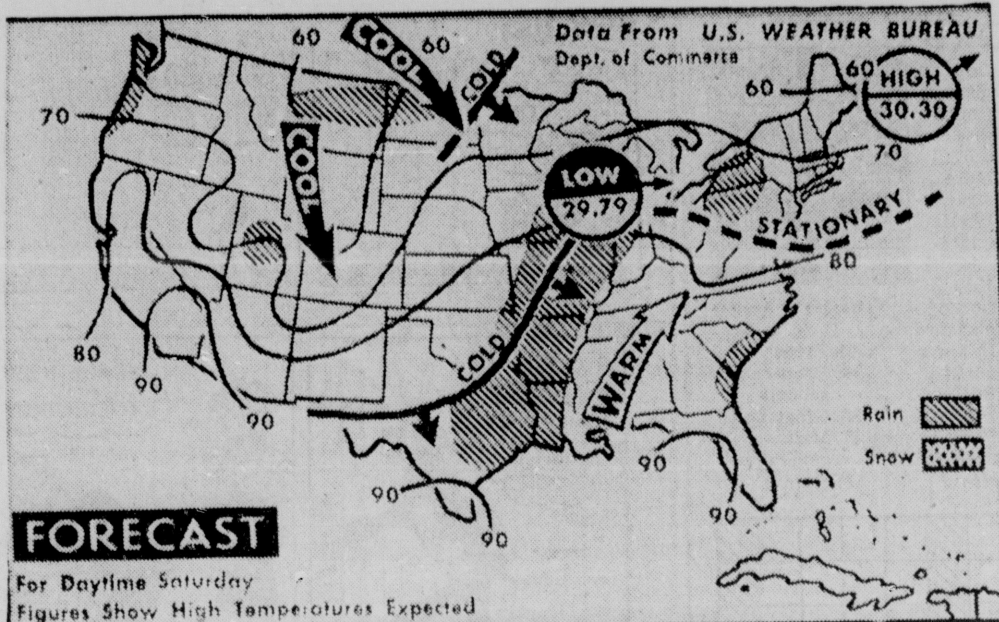 Data From U.S. WEATHER BUREAU
Dept. of Commerce
60
COOL
60
COLD
60
60
HIGH
30.30
70
COOL
70
LOW
29.79
STATIONARY
80
80
90
COLD
WARM
90
Rain
Snow
90
90
90
90
FORECAST
For Daytime Saturday
Figures Show High Temperatures Expected